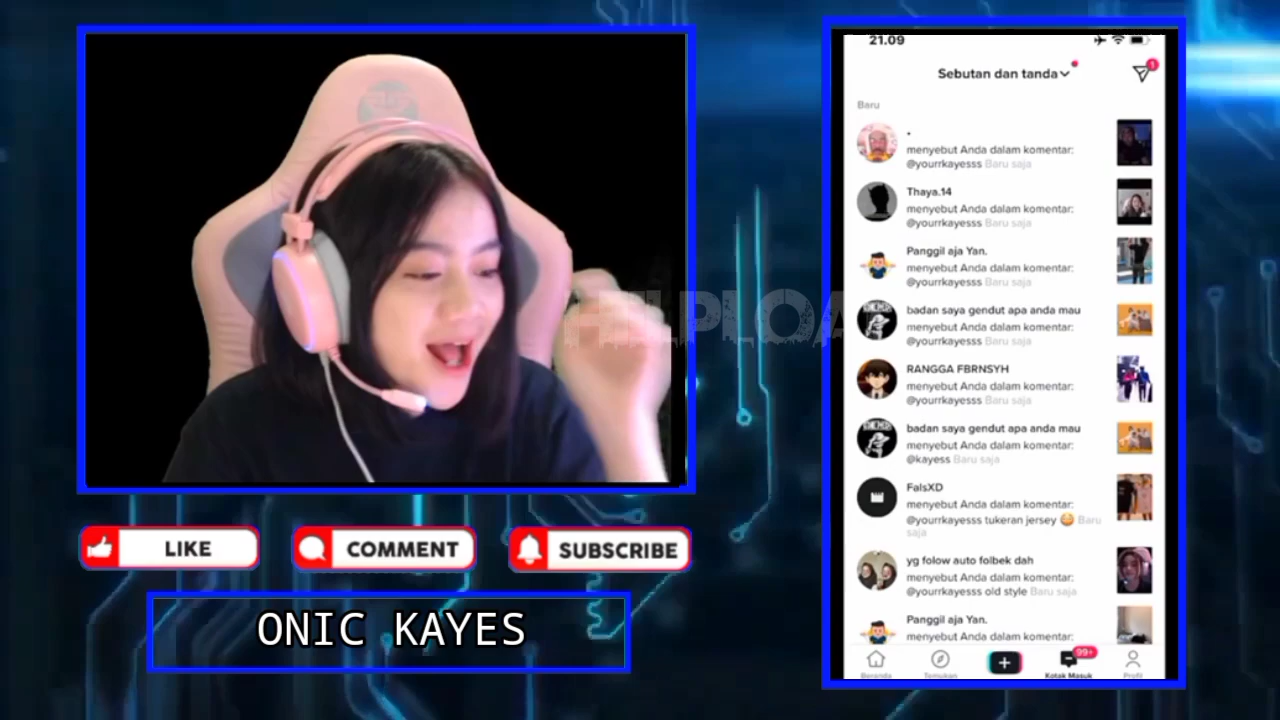 LIKE
COMMENT
SUBSCRIBE
ONIC KAYES
21.09
Sebutan dan tanda
1
Baru
.
menyebut Anda dalam komentar:
@yourrkayesss Baru saja
Thaya.14
menyebut Anda dalam komentar:
@yourrkayesss Baru saja
Panggil aja Yan.
menyebut Anda dalam komentar:
@yourrkayesss Baru saja
badan saya gendut apa anda mau
menyebut Anda dalam komentar:
@yourrkayesss Baru saja
RANGGA FBRNSYH
menyebut Anda dalam komentar:
@yourrkayesss Baru saja
badan saya gendut apa anda mau
menyebut Anda dalam komentar:
@kayess Baru saja
FalsXD
menyebut Anda dalam komentar:
@yourrkayesss tukeran jersey 😳 Baru
saja
yg folow auto folbek dah
menyebut Anda dalam komentar:
@yourrkayesss old style Baru saja
Panggil aja Yan.
menyebut Anda dalam komentar:
99+
Beranda
Temukan
Kotak Masuk
Profil